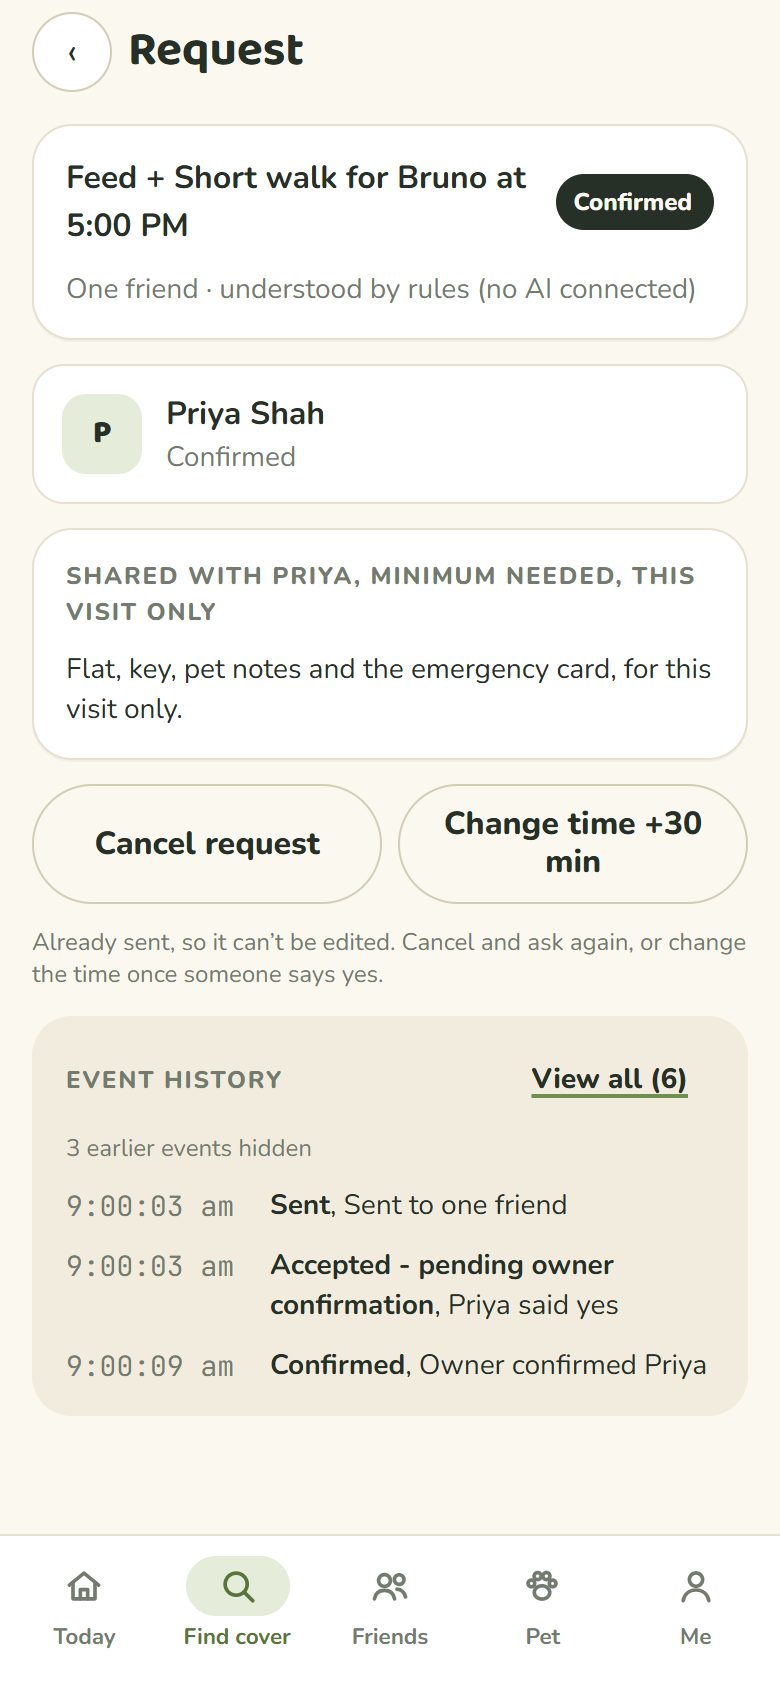 ‹ Request
Feed + Short walk for Bruno at
5:00 PM
Confirmed
One friend · understood by rules (no AI connected)
P
Priya Shah
Confirmed
SHARED WITH PRIYA, MINIMUM NEEDED, THIS
VISIT ONLY
Flat, key, pet notes and the emergency card, for this
visit only.
Cancel request
Change time +30
min
Already sent, so it can’t be edited. Cancel and ask again, or change
the time once someone says yes.
EVENT HISTORY
View all (6)
3 earlier events hidden
9:00:03 am Sent, Sent to one friend
9:00:03 am Accepted - pending owner
confirmation, Priya said yes
9:00:09 am Confirmed, Owner confirmed Priya
Today
Find cover
Friends
Pet
Me